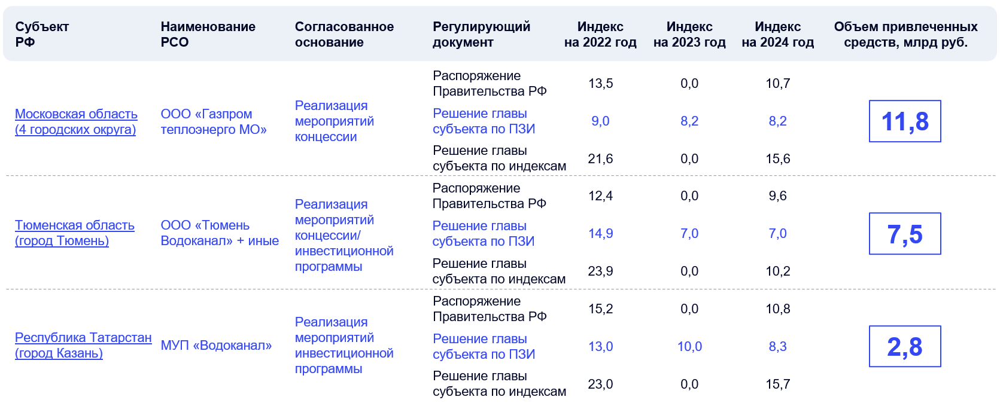 Субъект
РФ
Наименование
РСО
Согласованное
основание
Регулирующий
документ
Индекс
на 2022 год
Индекс
на 2023 год
Индекс
на 2024 год
Объем привлеченных
средств, млрд руб.
Московская область
(4 городских округа)
ООО «Газпром
теплоэнерго МО»
Реализация
мероприятий
концессии
Распоряжение
Правительства РФ
13,5
0,0
10,7
Решение главы
субъекта по ПЗИ
9,0
8,2
8,2
Решение главы
субъекта по индексам
21,6
0,0
15,6
11,8
Тюменская область
(город Тюмень)
ООО «Тюмень
Водоканал» + иные
Реализация
мероприятий
концессии/
инвестиционной
программы
Распоряжение
Правительства РФ
12,4
0,0
9,6
Решение главы
субъекта по ПЗИ
14,9
7,0
7,0
Решение главы
субъекта по индексам
23,9
0,0
10,2
7,5
Республика Татарстан
(город Казань)
МУП «Водоканал»
Реализация
мероприятий
инвестиционной
программы
Распоряжение
Правительства РФ
15,2
0,0
10,8
Решение главы
субъекта по ПЗИ
13,0
10,0
8,3
Решение главы
субъекта по индексам
23,0
0,0
15,7
2,8